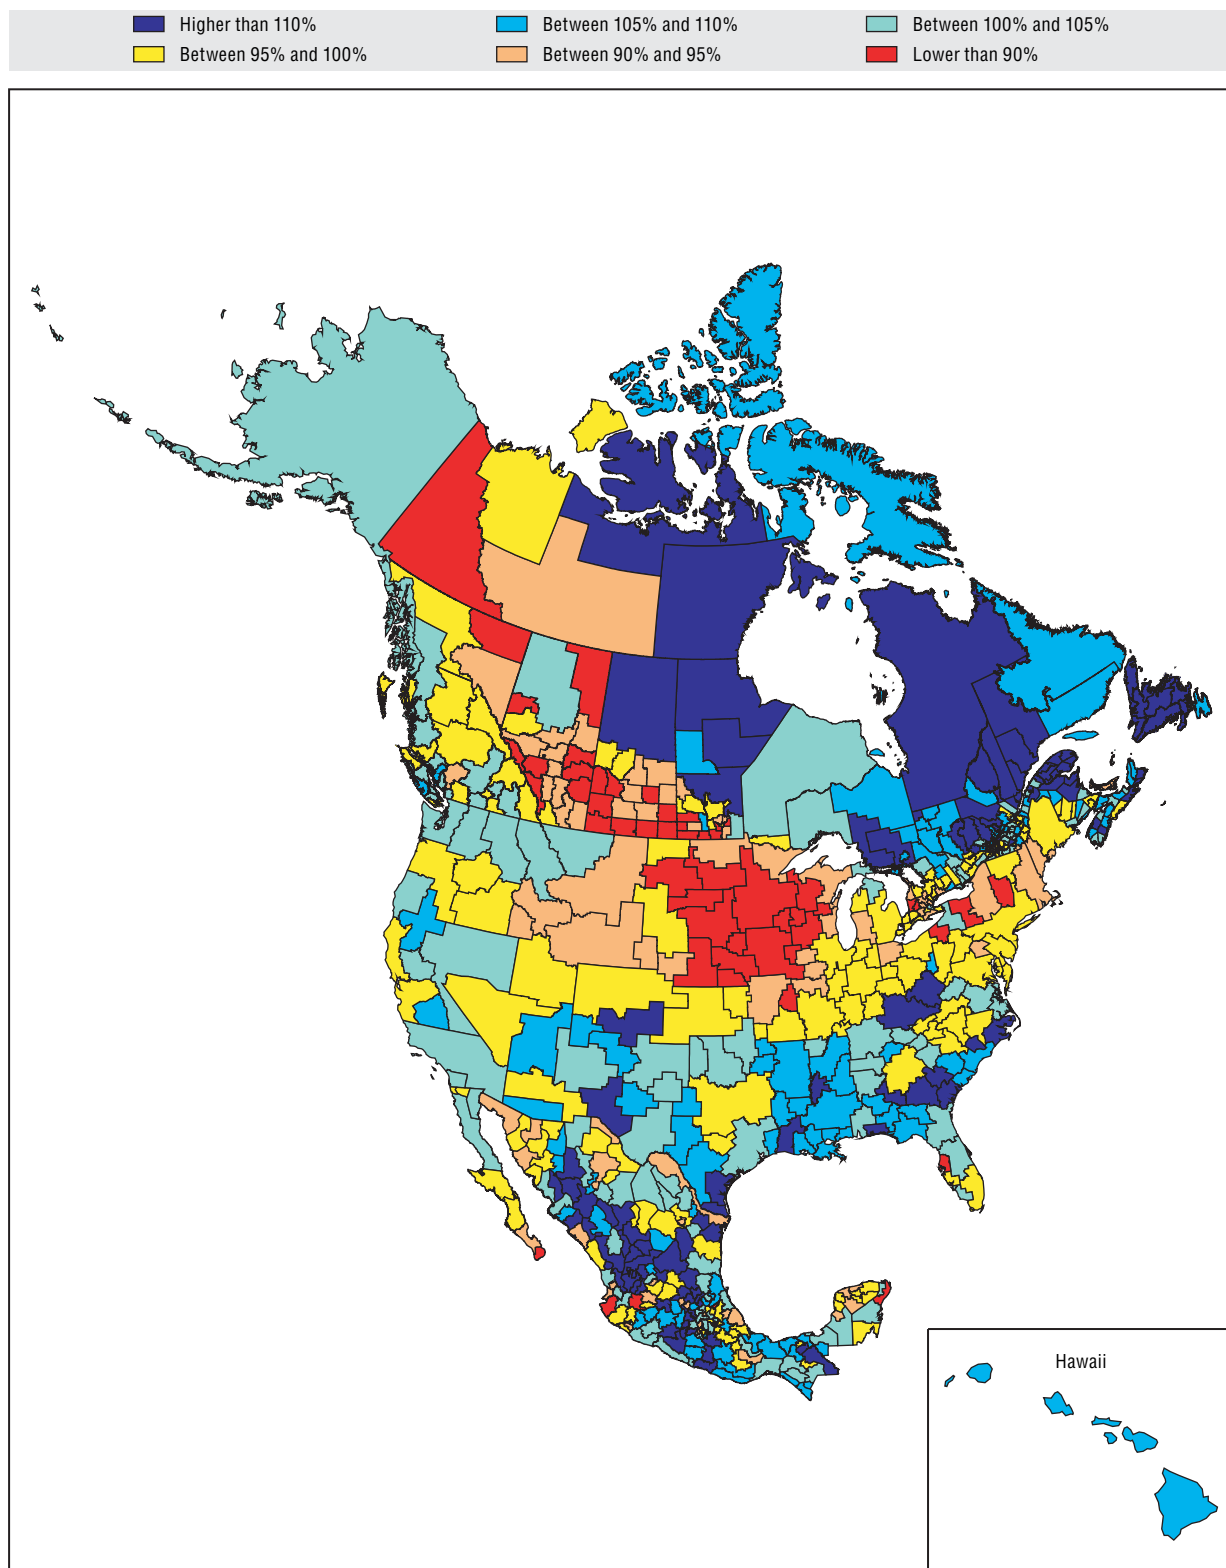 Higher than 110% Between 105% and 110% Between 100% and 105%
Between 95% and 100% Between 90% and 95% Lower than 90%
Hawaii